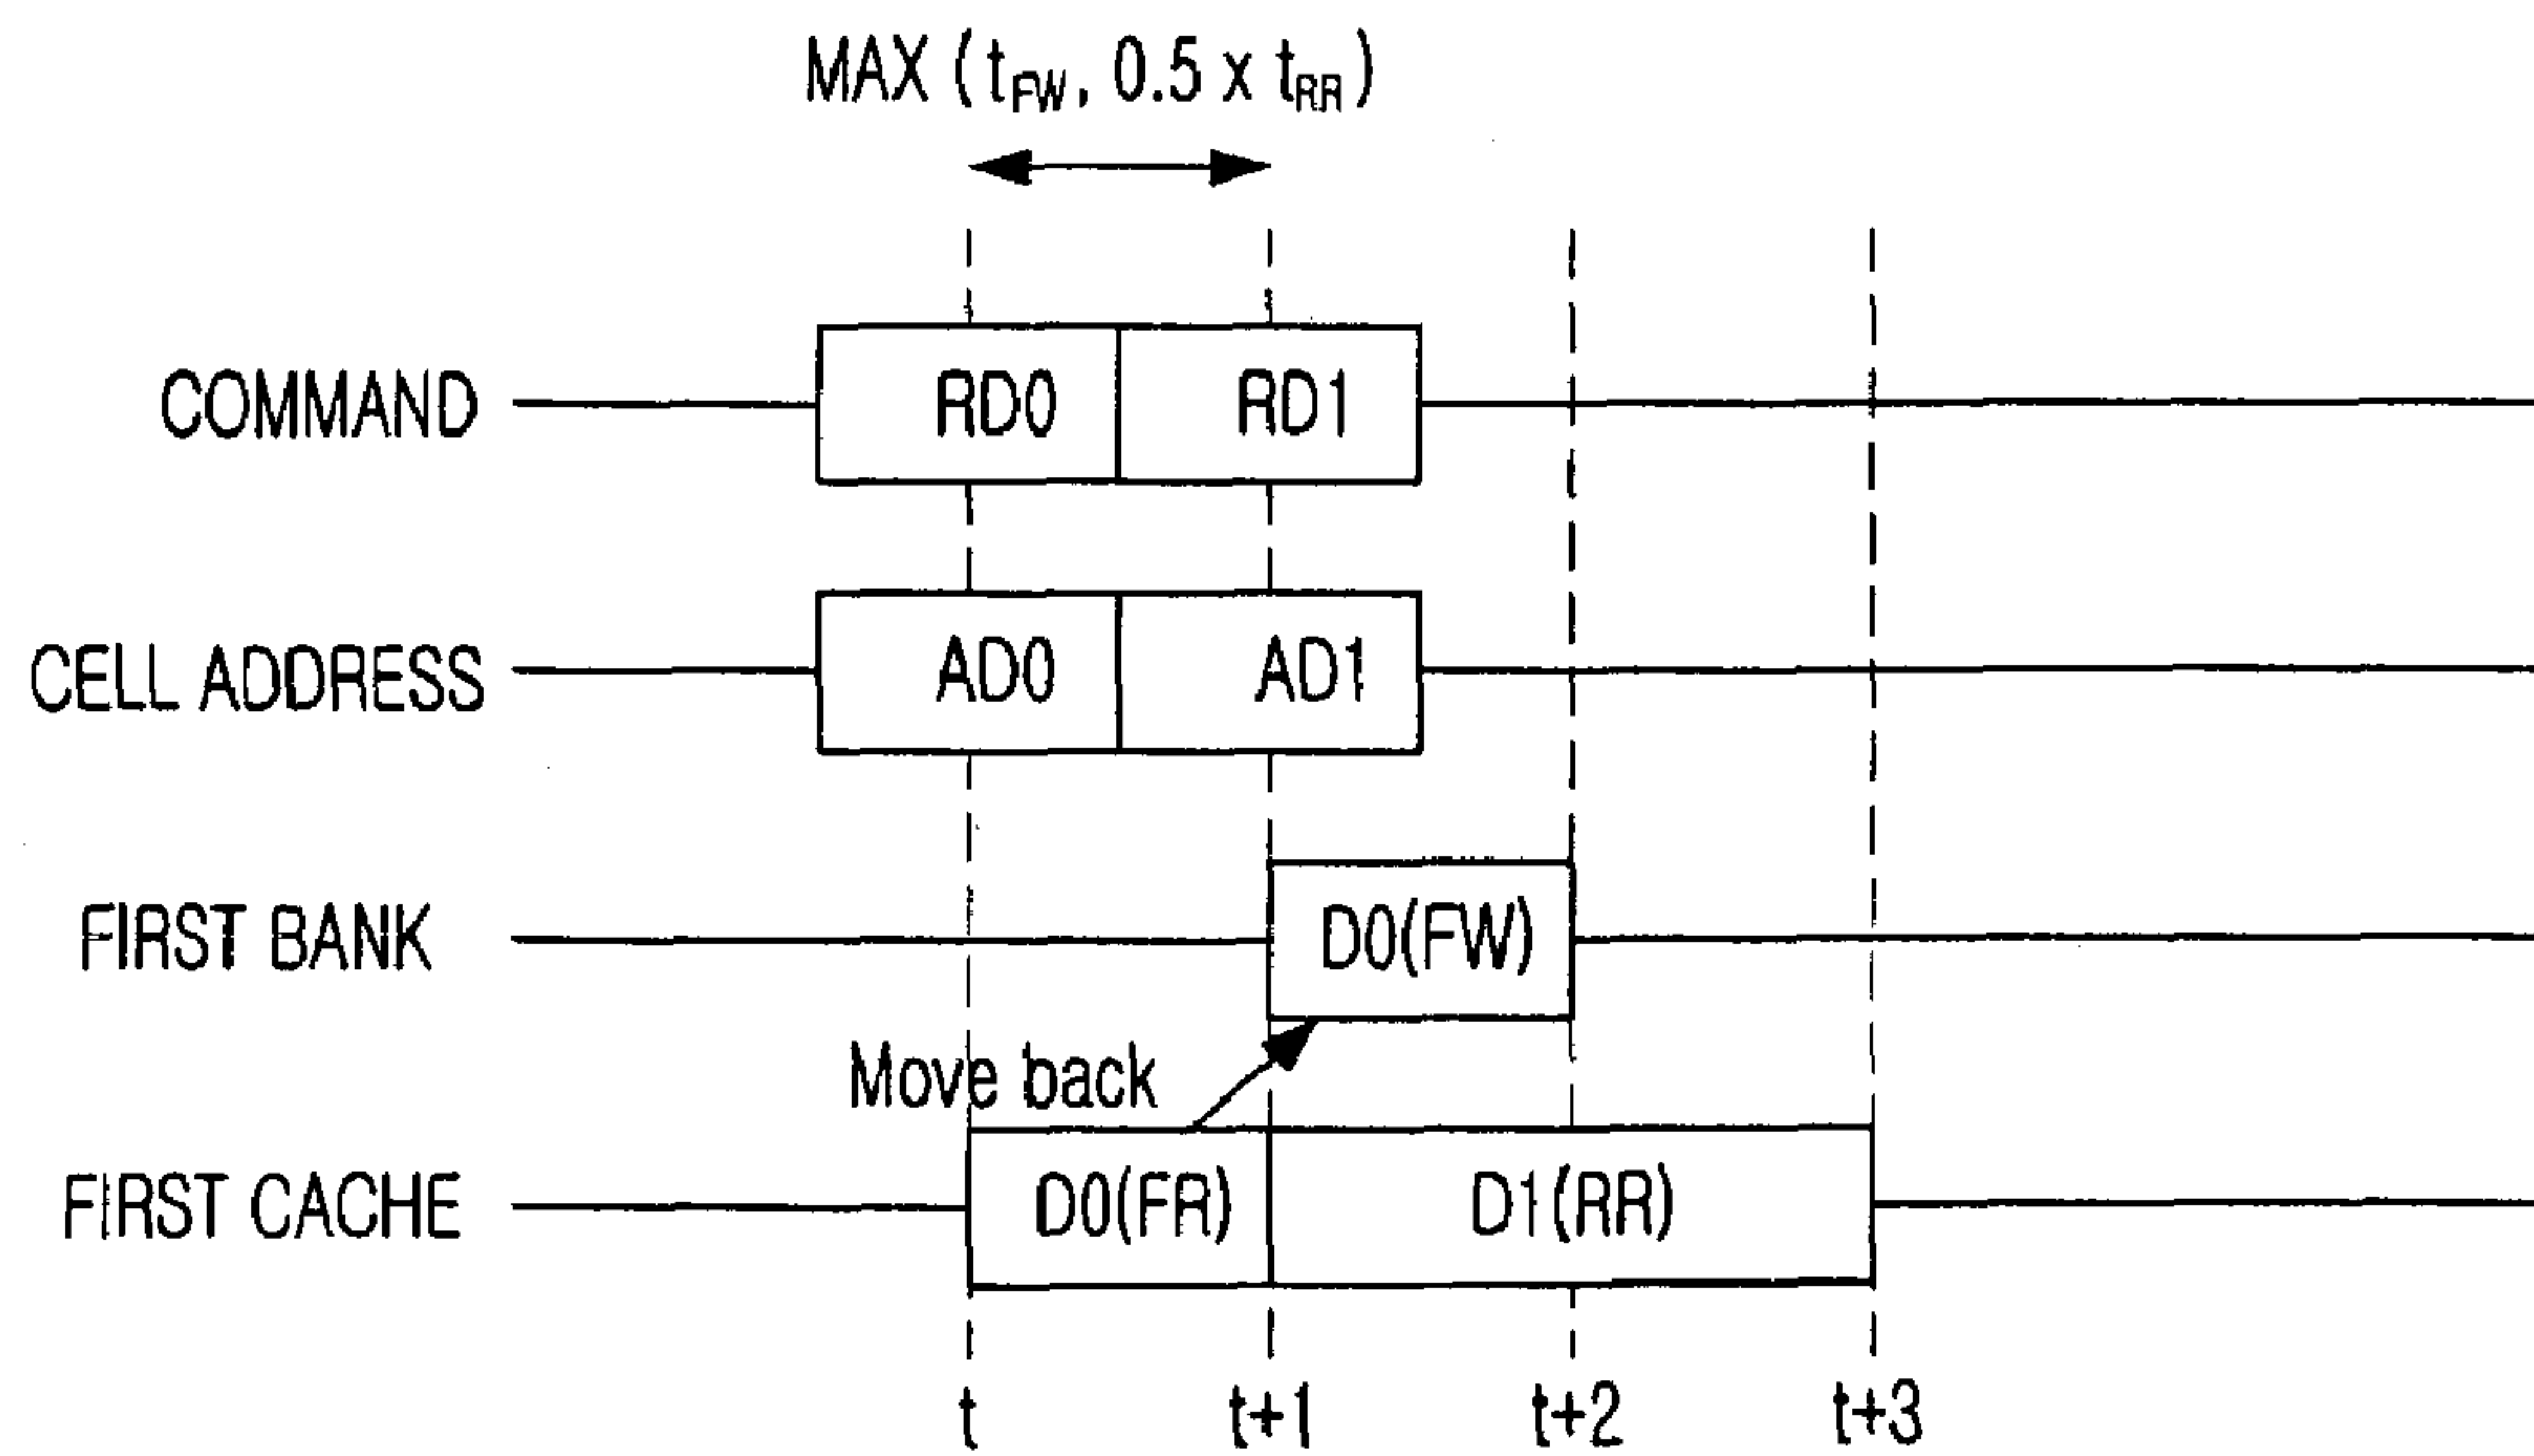 MAX ( tFW, 0.5 x tRR )
COMMAND RD0 RD1
CELL ADDRESS AD0 AD1
FIRST BANK D0(FW)
Move back
FIRST CACHE D0(FR) D1(RR)
t t+1 t+2 t+3